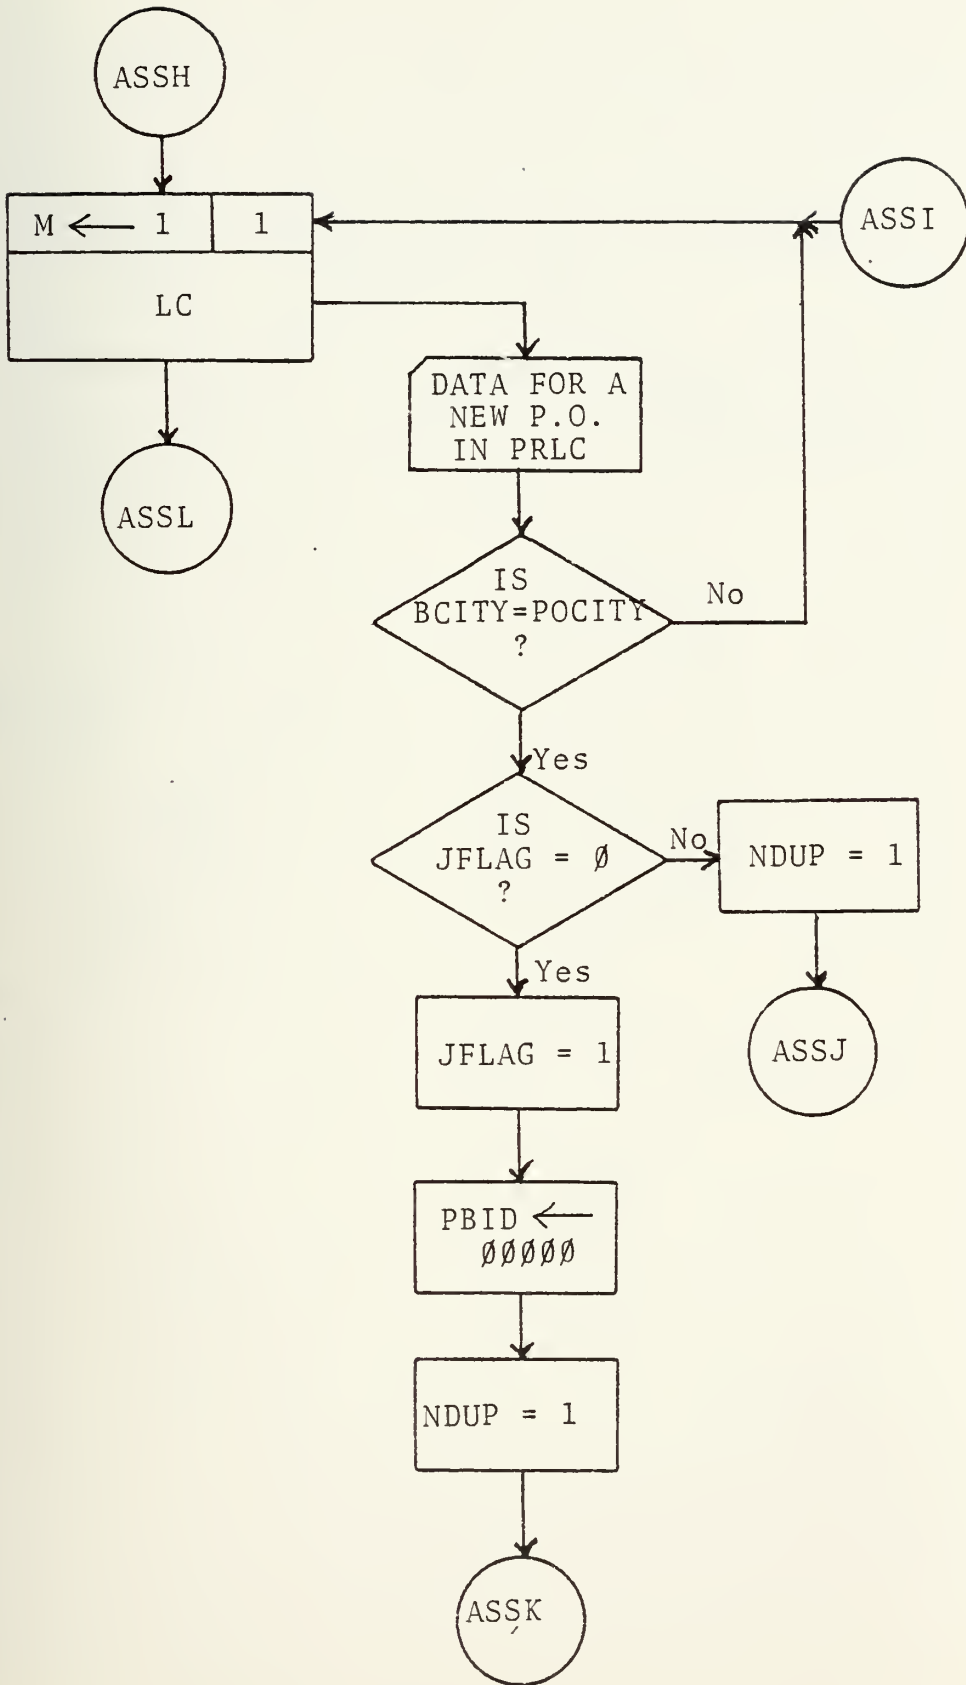 ASSH
M ← 1 1
ASSI
LC
DATA FOR A
NEW P.O.
IN PRLC
ASSL
IS
BCITY=POCITY
?
No
Yes
IS
JFLAG = Ø
?
No
NDUP = 1
Yes
JFLAG = 1
ASSJ
PBID ←
ØØØØØ
NDUP = 1
ASSK